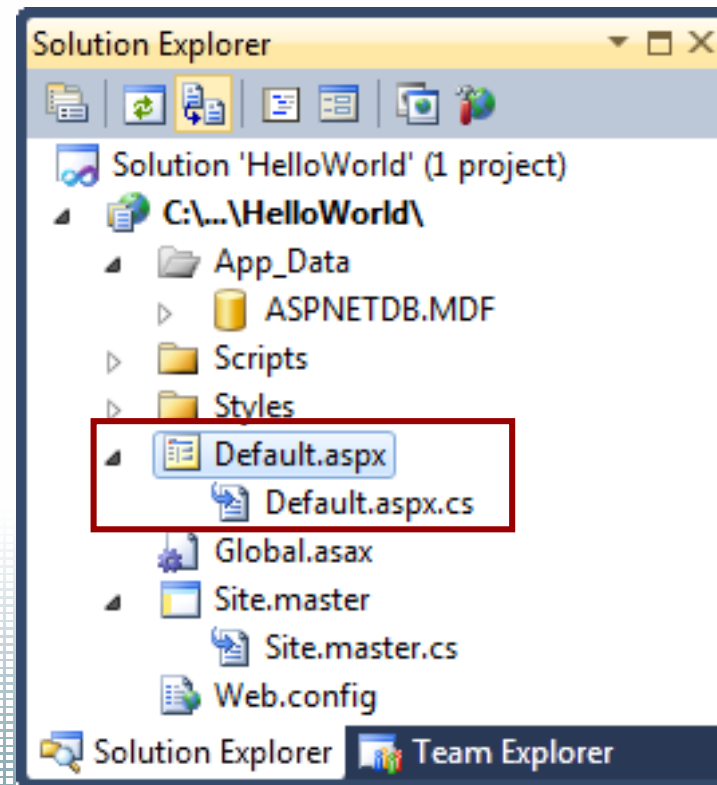 Solution Explorer
Solution 'HelloWorld' (1 project)
C:\...\HelloWorld\
App_Data
ASPNETDB.MDF
Scripts
Styles
Default.aspx
Default.aspx.cs
Global.asax
Site.master
Site.master.cs
Web.config
Solution Explorer Team Explorer